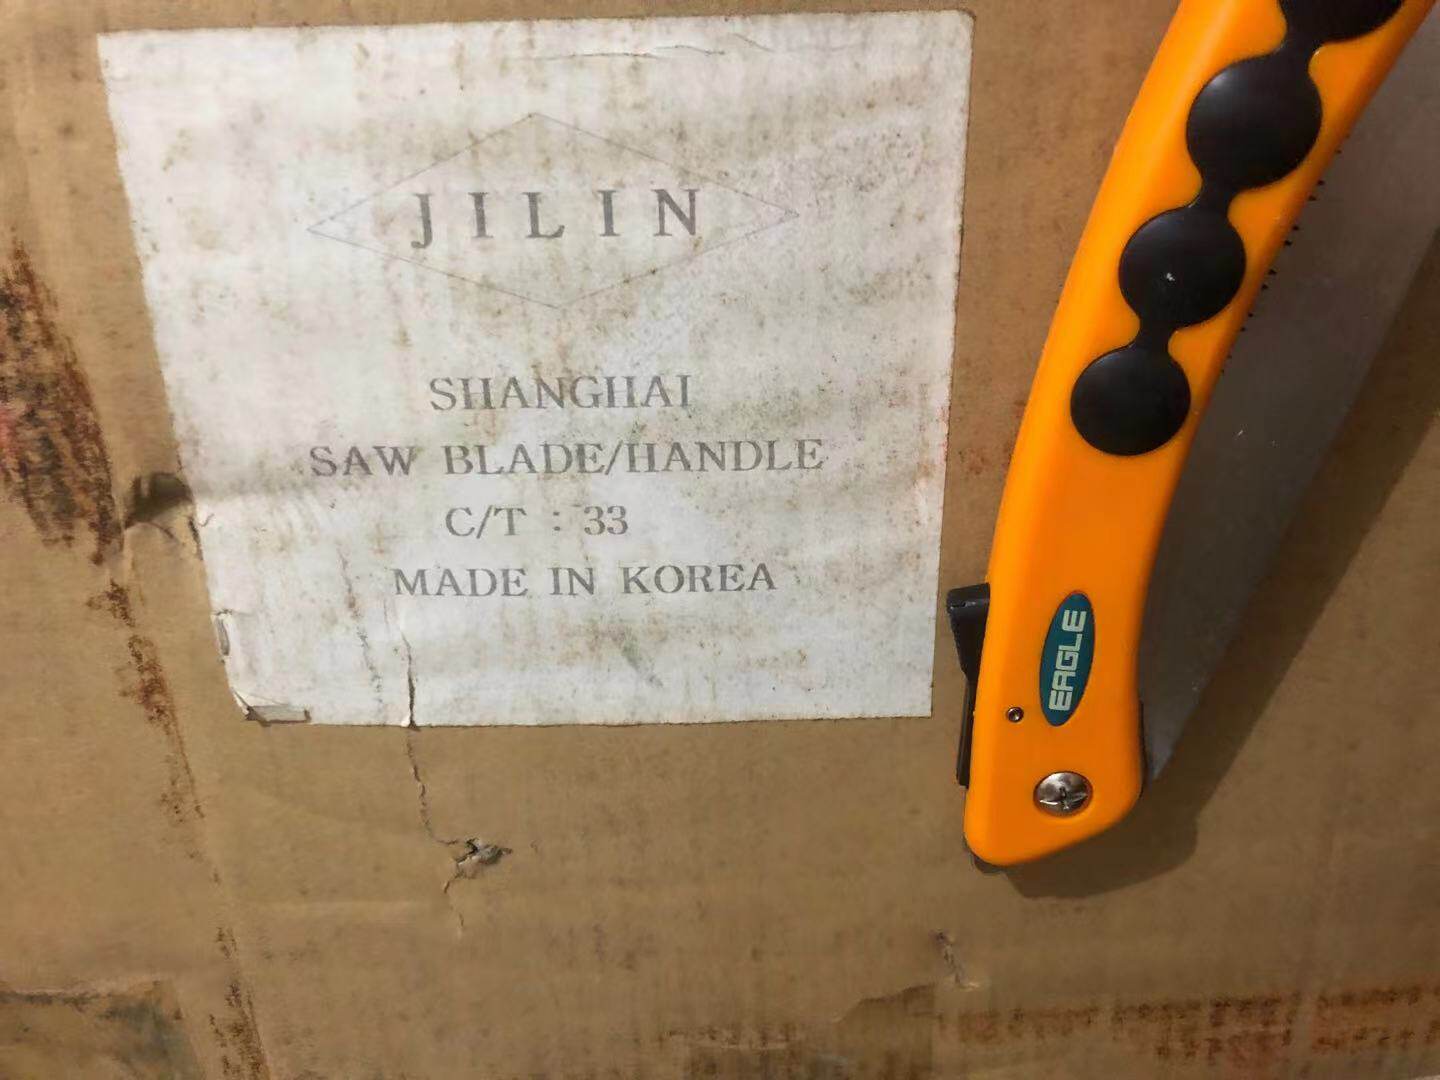 JILIN
SHANGHAI
SAW BLADE/HANDLE
C/T : 33
MADE IN KOREA
EAGLE